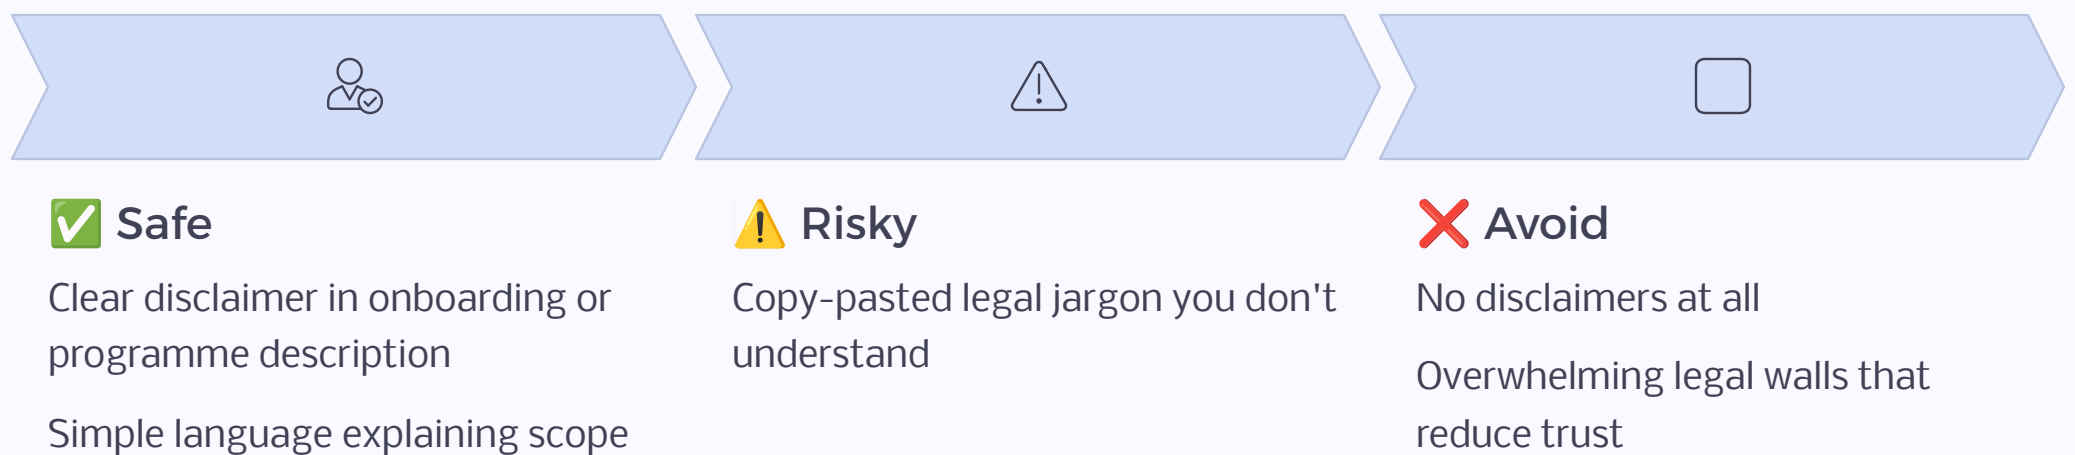 ✅ Safe
Clear disclaimer in onboarding or
programme description
Simple language explaining scope
⚠️ Risky
Copy-pasted legal jargon you don't
understand
❌ Avoid
No disclaimers at all
Overwhelming legal walls that
reduce trust